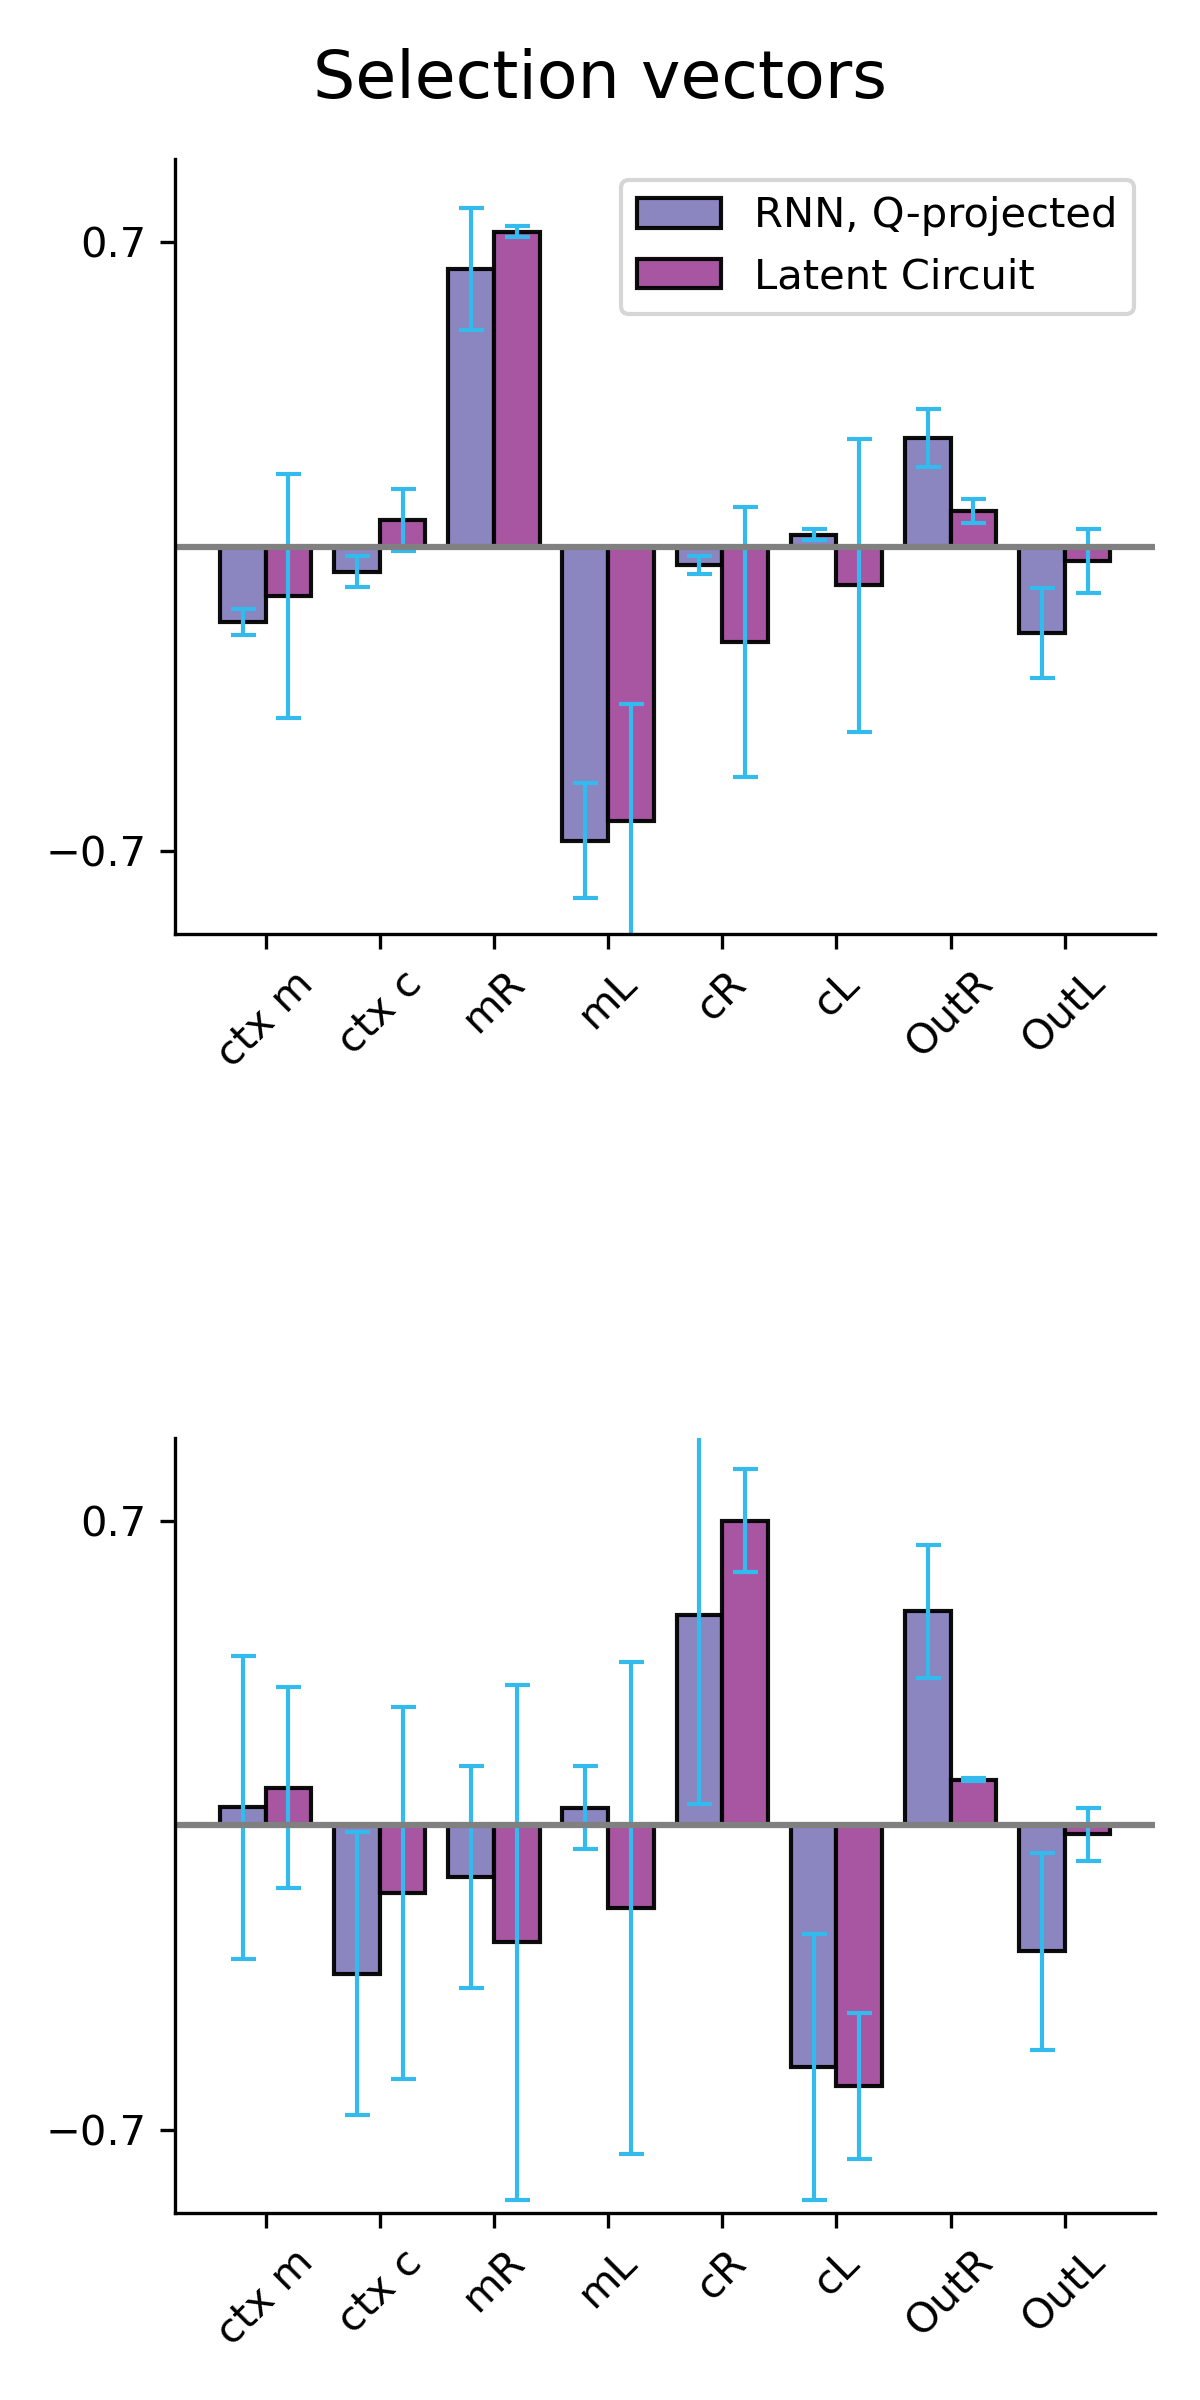 Selection vectors
RNN, Q-projected
Latent Circuit
0.7
−0.7
ctx m
ctx c
mR
mL
cR
cL
OutR
OutL
0.7
−0.7
ctx m
ctx c
mR
mL
cR
cL
OutR
OutL